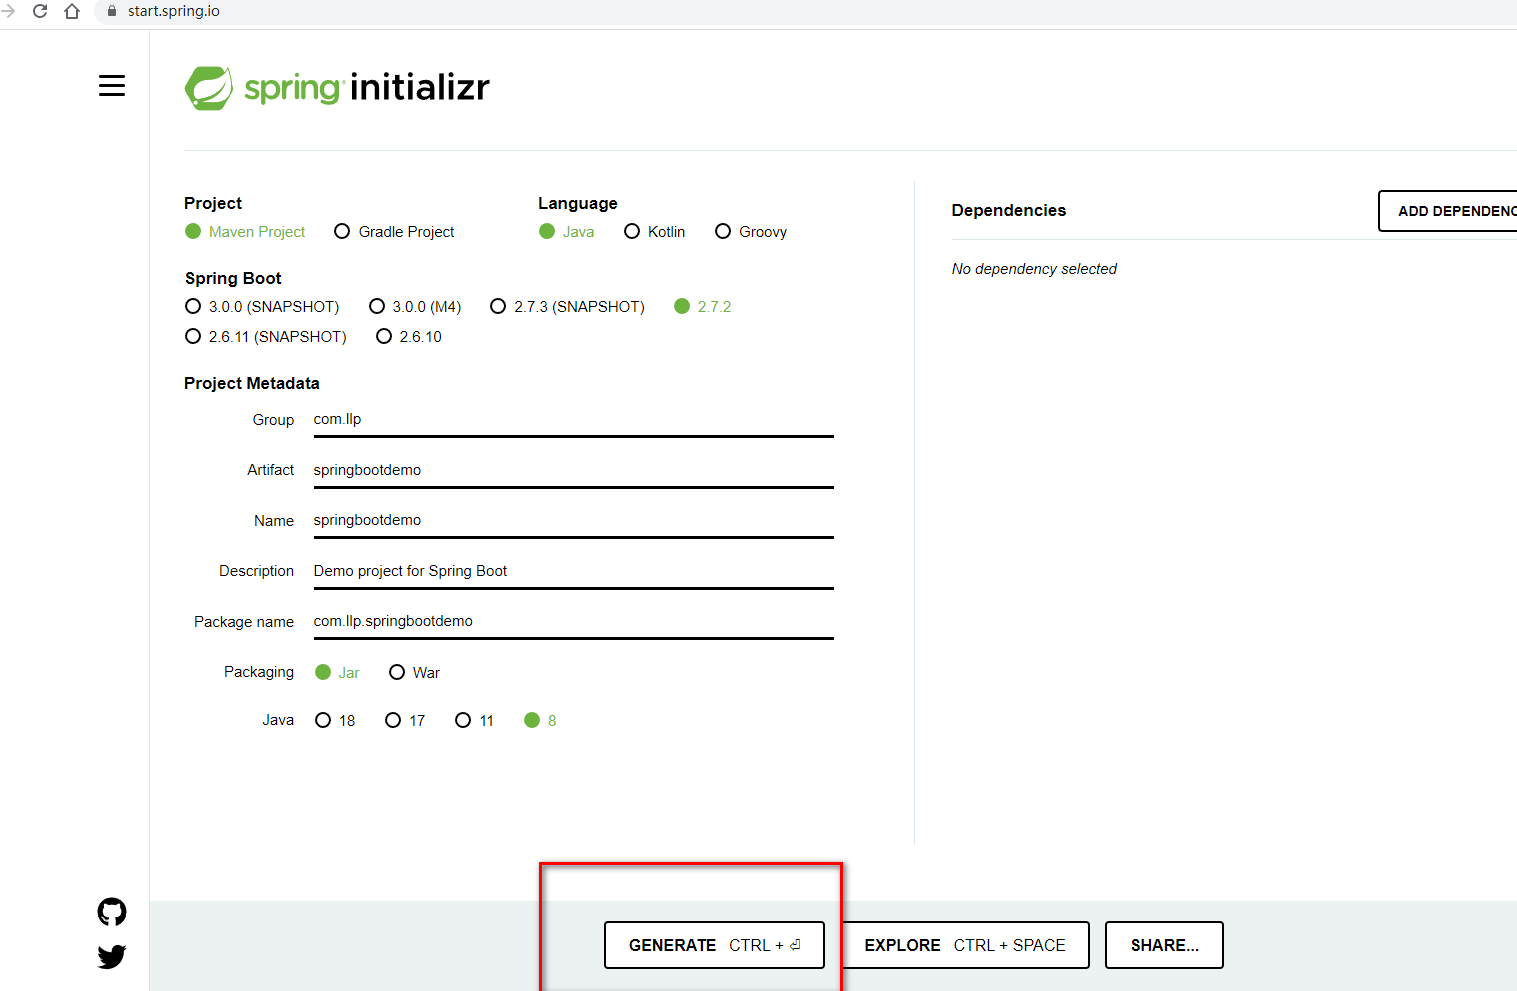 start.spring.io
spring initializr
Project
Maven Project Gradle Project
Language
Java Kotlin Groovy
Spring Boot
3.0.0 (SNAPSHOT) 3.0.0 (M4) 2.7.3 (SNAPSHOT) 2.7.2
2.6.11 (SNAPSHOT) 2.6.10
Project Metadata
Group com.llp
Artifact springbootdemo
Name springbootdemo
Description Demo project for Spring Boot
Package name com.llp.springbootdemo
Packaging Jar War
Java 18 17 11 8
Dependencies
ADD DEPENDENC
No dependency selected
GENERATE CTRL + ⏎
EXPLORE CTRL + SPACE
SHARE...